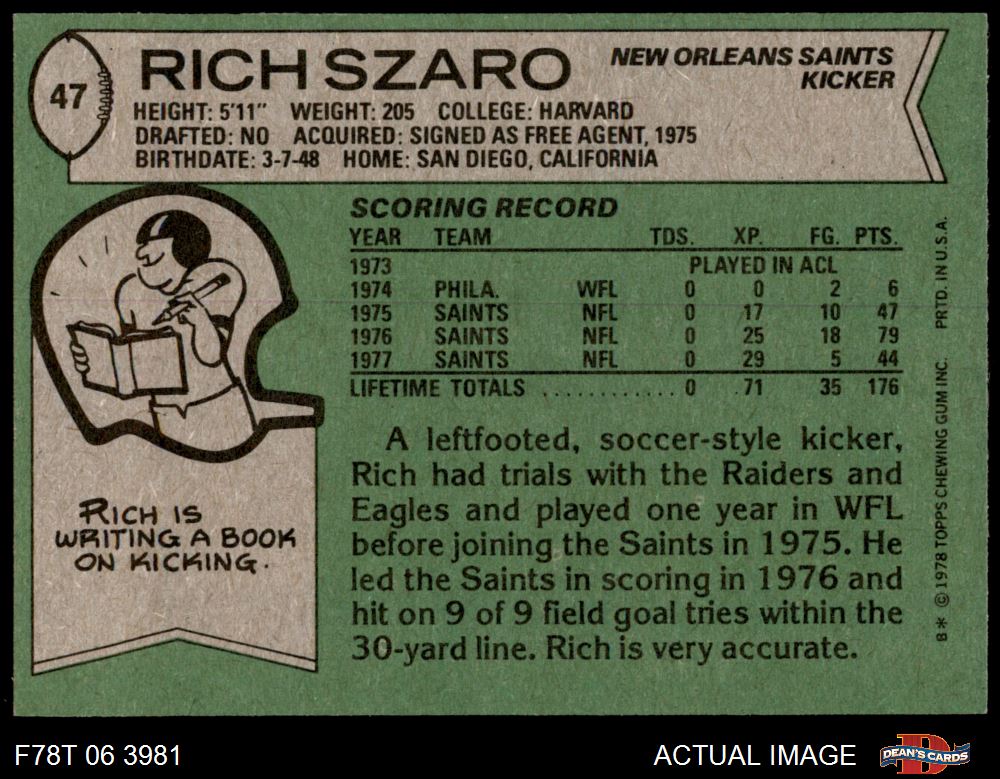 47
RICH SZARO
NEW ORLEANS SAINTS
KICKER
HEIGHT: 5'11" WEIGHT: 205 COLLEGE: HARVARD
DRAFTED: NO ACQUIRED: SIGNED AS FREE AGENT, 1975
BIRTHDATE: 3-7-48 HOME: SAN DIEGO, CALIFORNIA
SCORING RECORD
YEAR TEAM TDS. XP. FG. PTS.
1973 PLAYED IN ACL
1974 PHILA. WFL 0 0 2 6
1975 SAINTS NFL 0 17 10 47
1976 SAINTS NFL 0 25 18 79
1977 SAINTS NFL 0 29 5 44
LIFETIME TOTALS ............ 0 71 35 176
A leftfooted, soccer-style kicker,
Rich had trials with the Raiders and
Eagles and played one year in WFL
before joining the Saints in 1975. He
led the Saints in scoring in 1976 and
hit on 9 of 9 field goal tries within the
30-yard line. Rich is very accurate.
RICH IS
WRITING A BOOK
ON KICKING.
8* © 1978 TOPPS CHEWING GUM INC. PRTD. IN U.S.A.
F78T 06 3981
ACTUAL IMAGE
DEAN'S CARDS